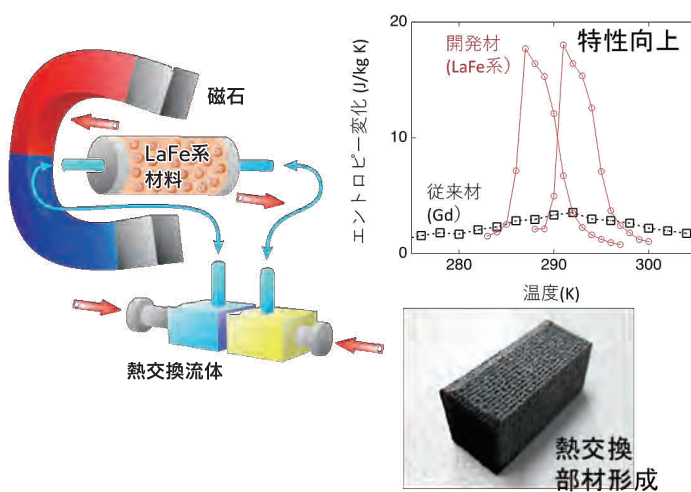 磁石
LaFe系
材料
熱交換流体
特性向上
開発材
(LaFe系)
従来材
(Gd)
エントロピー変化 (J/kg K)
20
10
0
280
290
300
温度(K)
熱交換
部材形成